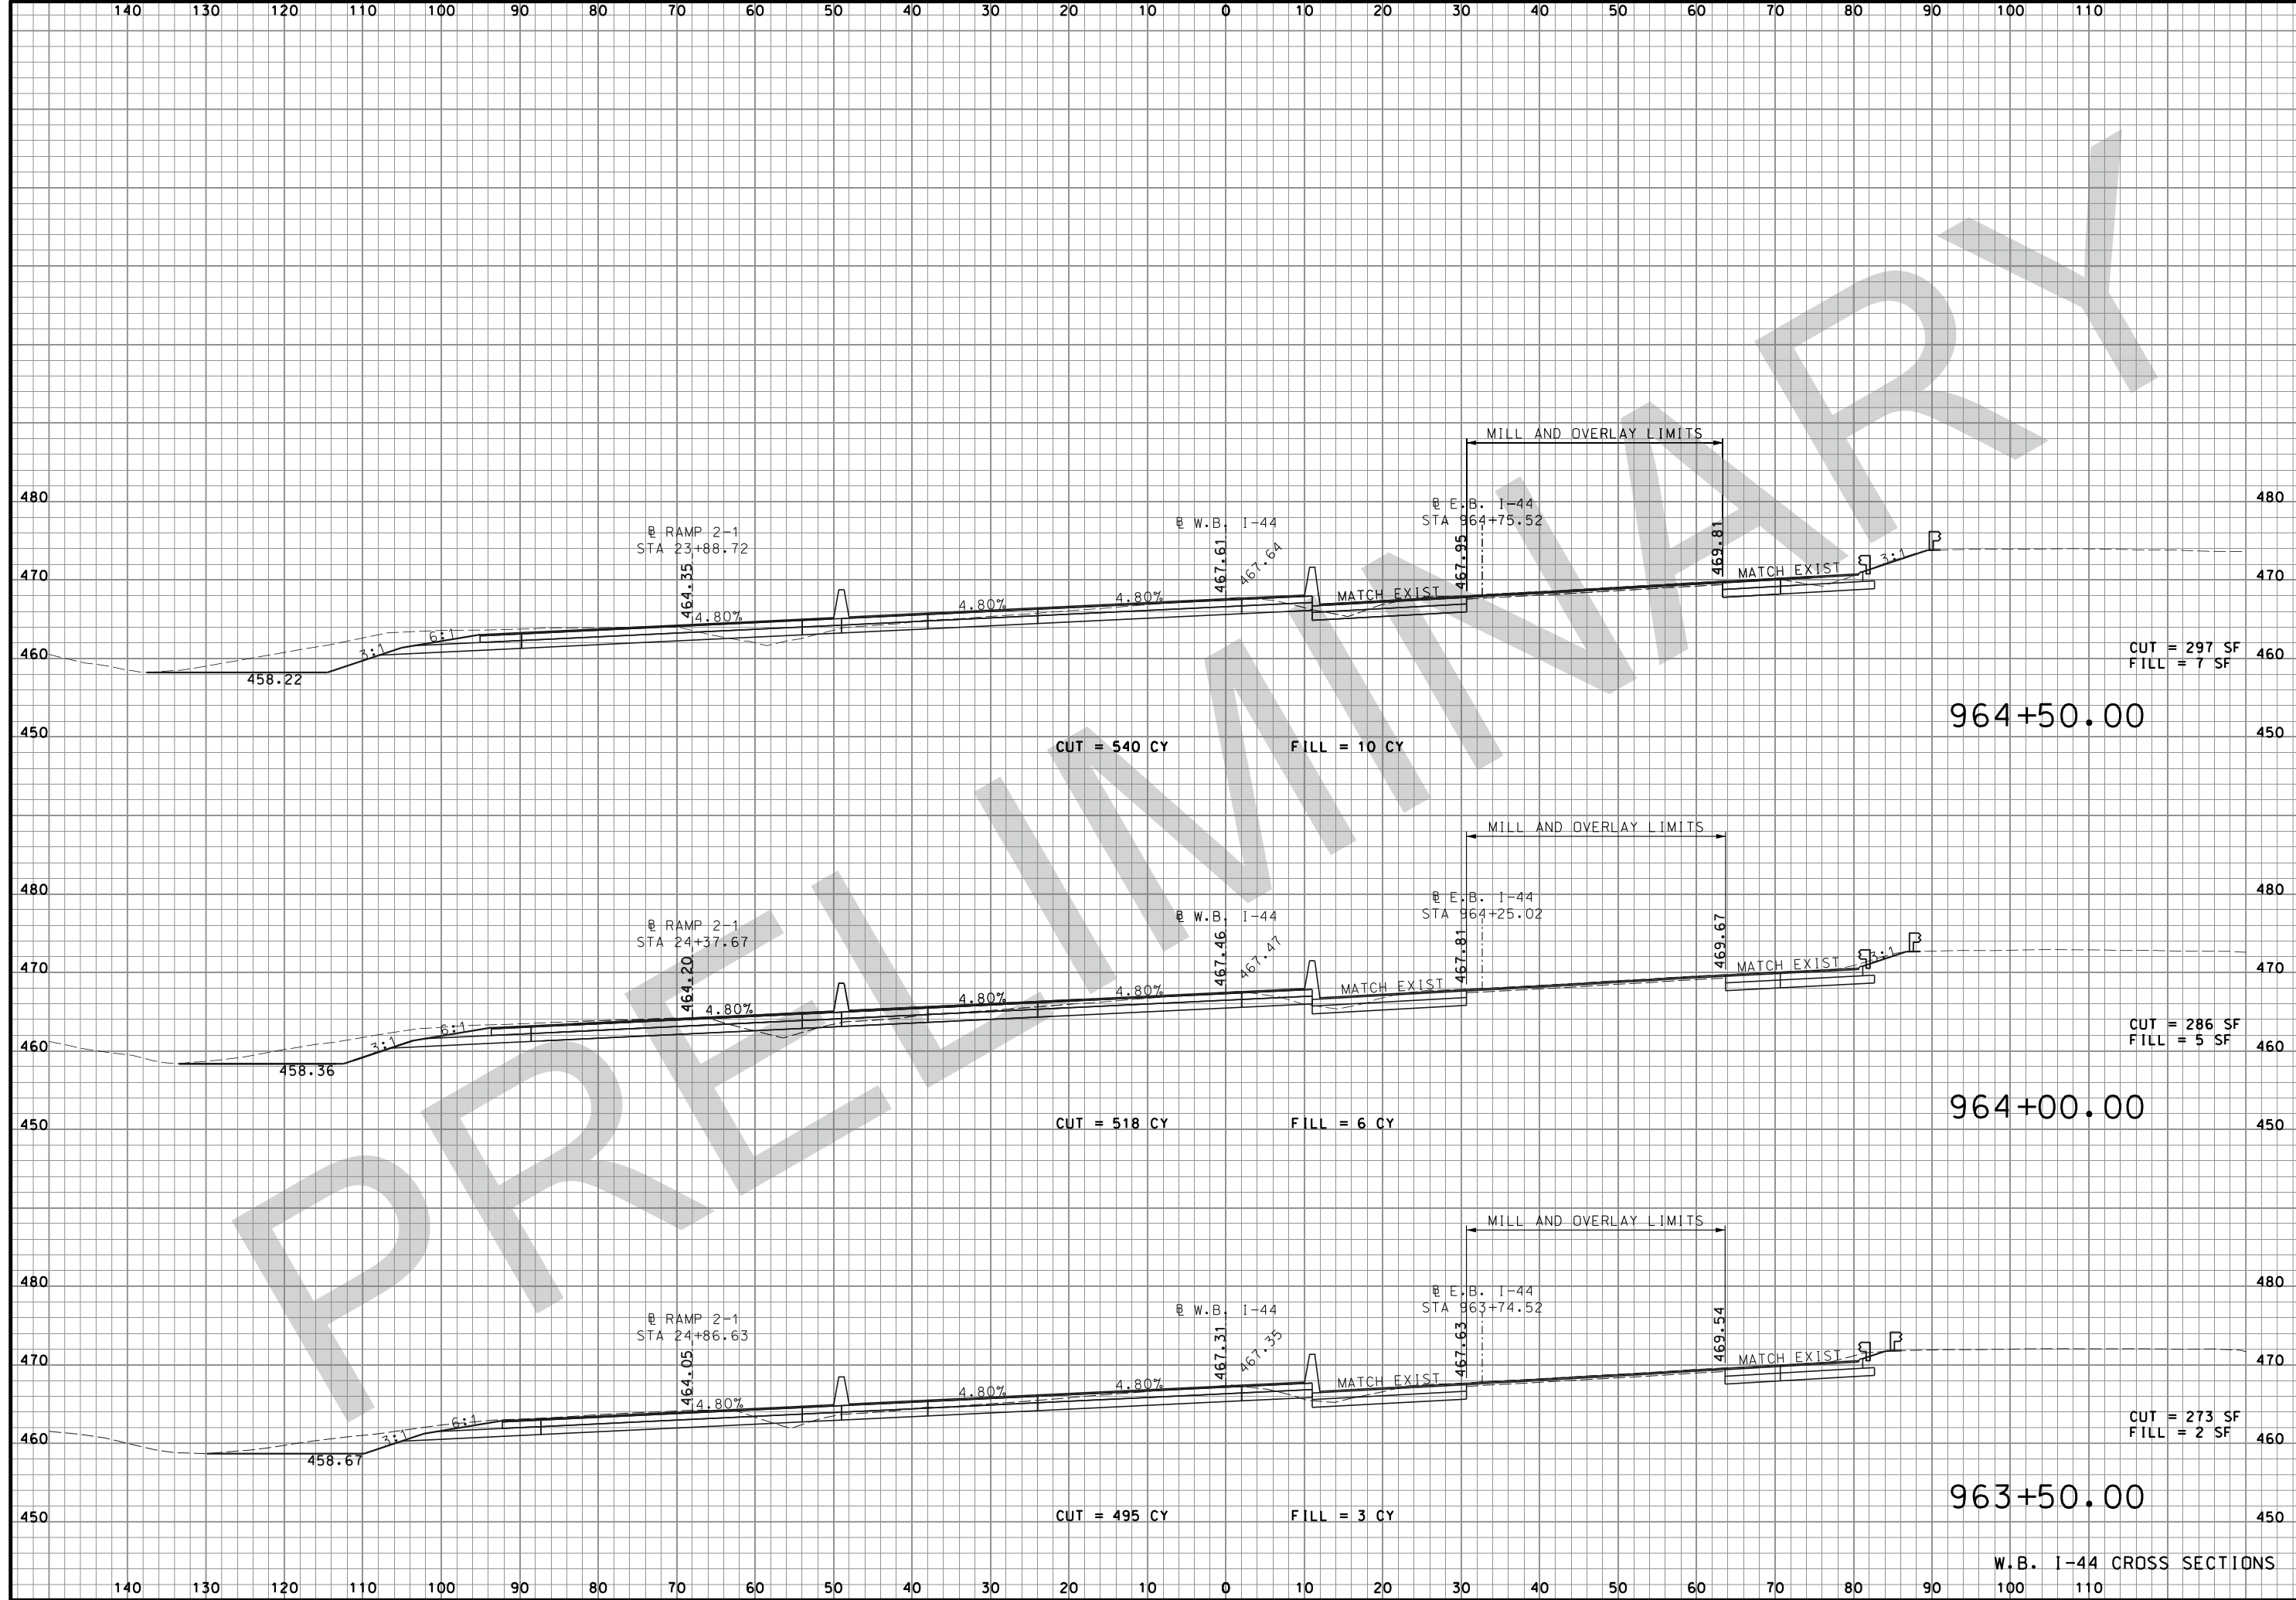 140 130 120 110 100 90 80 70 60 50 40 30 20 10 0 10 20 30 40 50 60 70 80 90 100 110
PRELIMINARY
MILL AND OVERLAY LIMITS
480 480
℄ RAMP 2-1
STA 23+88.72
464.35
℄ W.B. I-44
467.61
467.64
℄ E.B. I-44
STA 964+75.52
467.95
469.81
470 470
4.80% 4.80% 4.80%
MATCH EXIST
MATCH EXIST
3:1
6:1
3:1
460 460
458.22
CUT = 297 SF
FILL = 7 SF
964+50.00
450 450
CUT = 540 CY FILL = 10 CY
MILL AND OVERLAY LIMITS
480 480
℄ RAMP 2-1
STA 24+37.67
464.20
℄ W.B. I-44
467.46
467.47
℄ E.B. I-44
STA 964+25.02
467.81
469.67
470 470
4.80% 4.80% 4.80%
MATCH EXIST
MATCH EXIST
3:1
6:1
3:1
460 460
458.36
CUT = 286 SF
FILL = 5 SF
964+00.00
450 450
CUT = 518 CY FILL = 6 CY
MILL AND OVERLAY LIMITS
480 480
℄ RAMP 2-1
STA 24+86.63
464.05
℄ W.B. I-44
467.31
467.35
℄ E.B. I-44
STA 963+74.52
467.63
469.54
470 470
4.80% 4.80% 4.80%
MATCH EXIST
MATCH EXIST
6:1
3:1
460 460
458.67
CUT = 273 SF
FILL = 2 SF
963+50.00
450 450
CUT = 495 CY FILL = 3 CY
W.B. I-44 CROSS SECTIONS
140 130 120 110 100 90 80 70 60 50 40 30 20 10 0 10 20 30 40 50 60 70 80 90 100 110